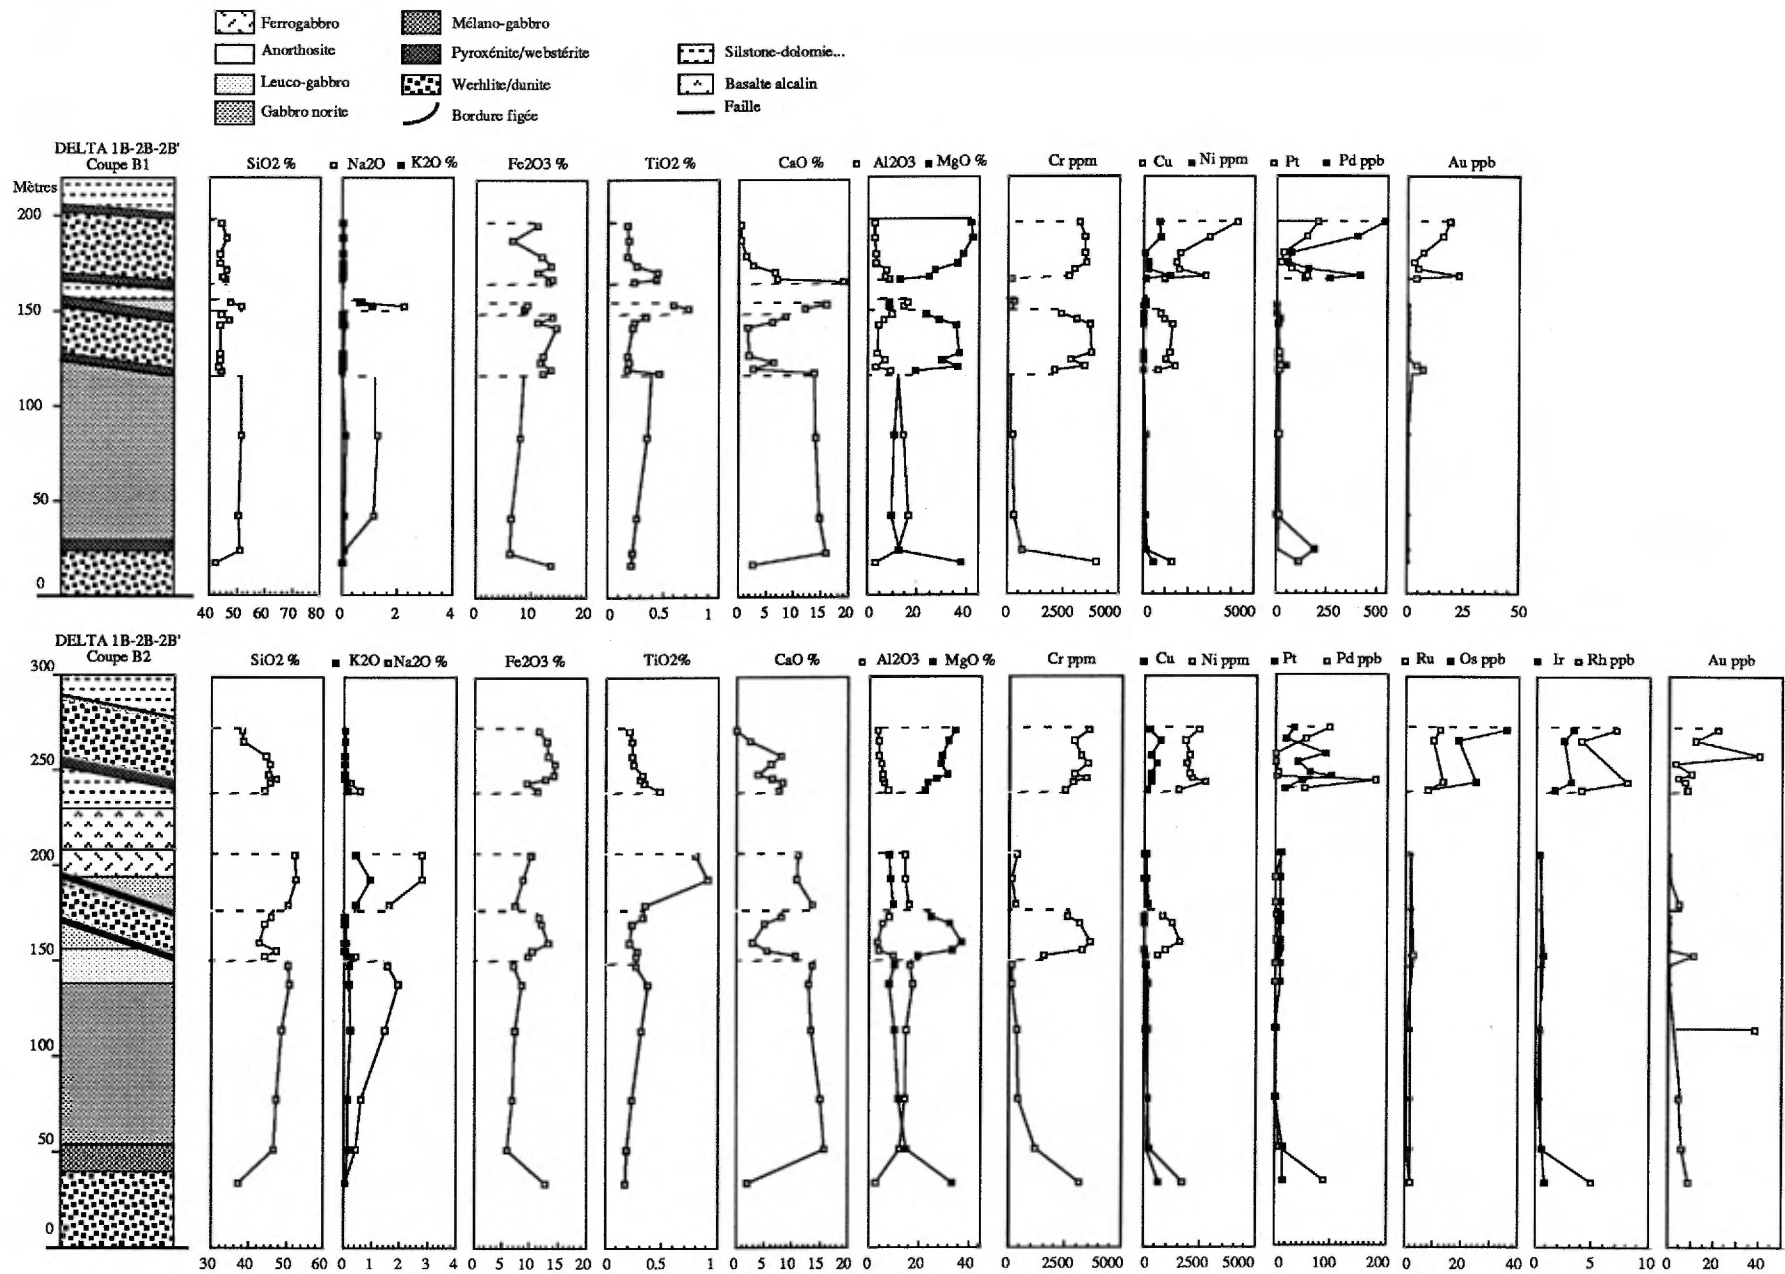 Ferrogabbro
Anorthosite
Leuco-gabbro
Gabbro norite
Mélano-gabbro
Pyroxénite/webstérite
Werhlite/dunite
Bordure figée
Silstone-dolomie...
Basalte alcalin
Faille
DELTA 1B-2B-2B'
Coupe B1
SiO2 % Na2O K2O % Fe2O3 % TiO2 % CaO % Al2O3 MgO % Cr ppm Cu Ni ppm Pt Pd ppb Au ppb
Mètres
200
150
100
50
0
40 50 60 70 80 0 2 4 0 5 10 15 20 0 0.5 1 0 5 10 15 20 0 20 40 0 2500 5000 0 5000 0 250 500 0 25 50
DELTA 1B-2B-2B'
Coupe B2
SiO2 % K2O Na2O % Fe2O3 % TiO2% CaO % Al2O3 MgO % Cr ppm Cu Ni ppm Pt Pd ppb Ru Os ppb Ir Rh ppb Au ppb
300
250
200
150
100
50
0
30 40 50 60 0 1 2 3 4 0 5 10 15 20 0 0.5 1 0 5 10 15 20 0 20 40 0 2500 5000 0 2500 5000 0 100 200 0 20 40 0 5 10 0 20 40